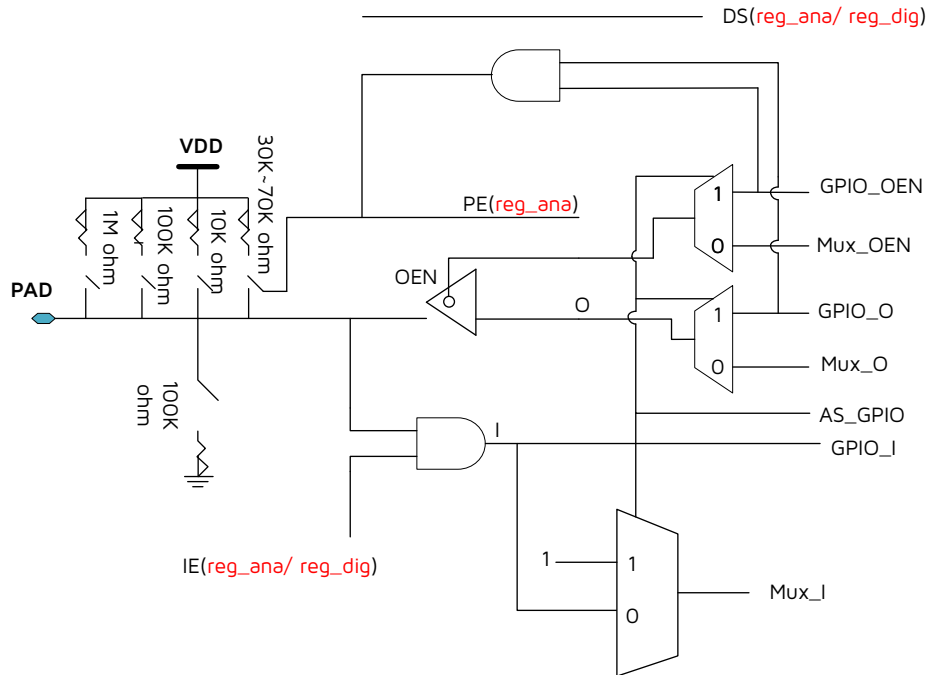 DS(reg_ana/ reg_dig)
VDD
30K~70K ohm
10K ohm
100K ohm
1M ohm
PE(reg_ana)
1
GPIO_OEN
0
Mux_OEN
OEN
PAD
O
1
GPIO_O
0
Mux_O
100K
ohm
AS_GPIO
I
GPIO_I
IE(reg_ana/ reg_dig)
1
1
0
Mux_I